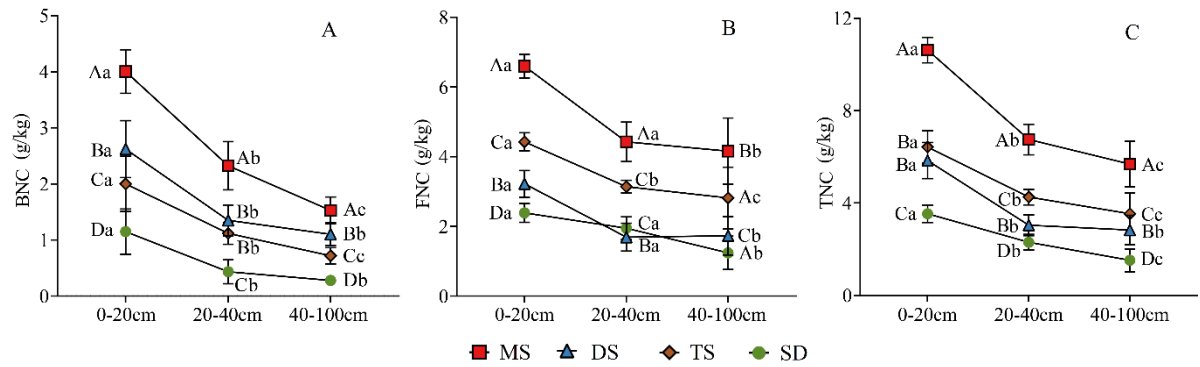 A
BNC (g/kg)
5
4
3
2
1
0
Aa
Ba
Ca
Da
Ab
Bb
Bb
Cb
Ac
Bb
Cc
Db
0-20cm
20-40cm
40-100cm
B
FNC (g/kg)
8
6
4
2
0
Aa
Ca
Ba
Da
Aa
Cb
Ca
Ba
Bb
Ac
Cb
Ab
0-20cm
20-40cm
40-100cm
C
TNC (g/kg)
12
8
4
0
Aa
Ba
Ba
Ca
Ab
Cb
Bb
Db
Ac
Cc
Bb
Dc
0-20cm
20-40cm
40-100cm
MS DS TS SD